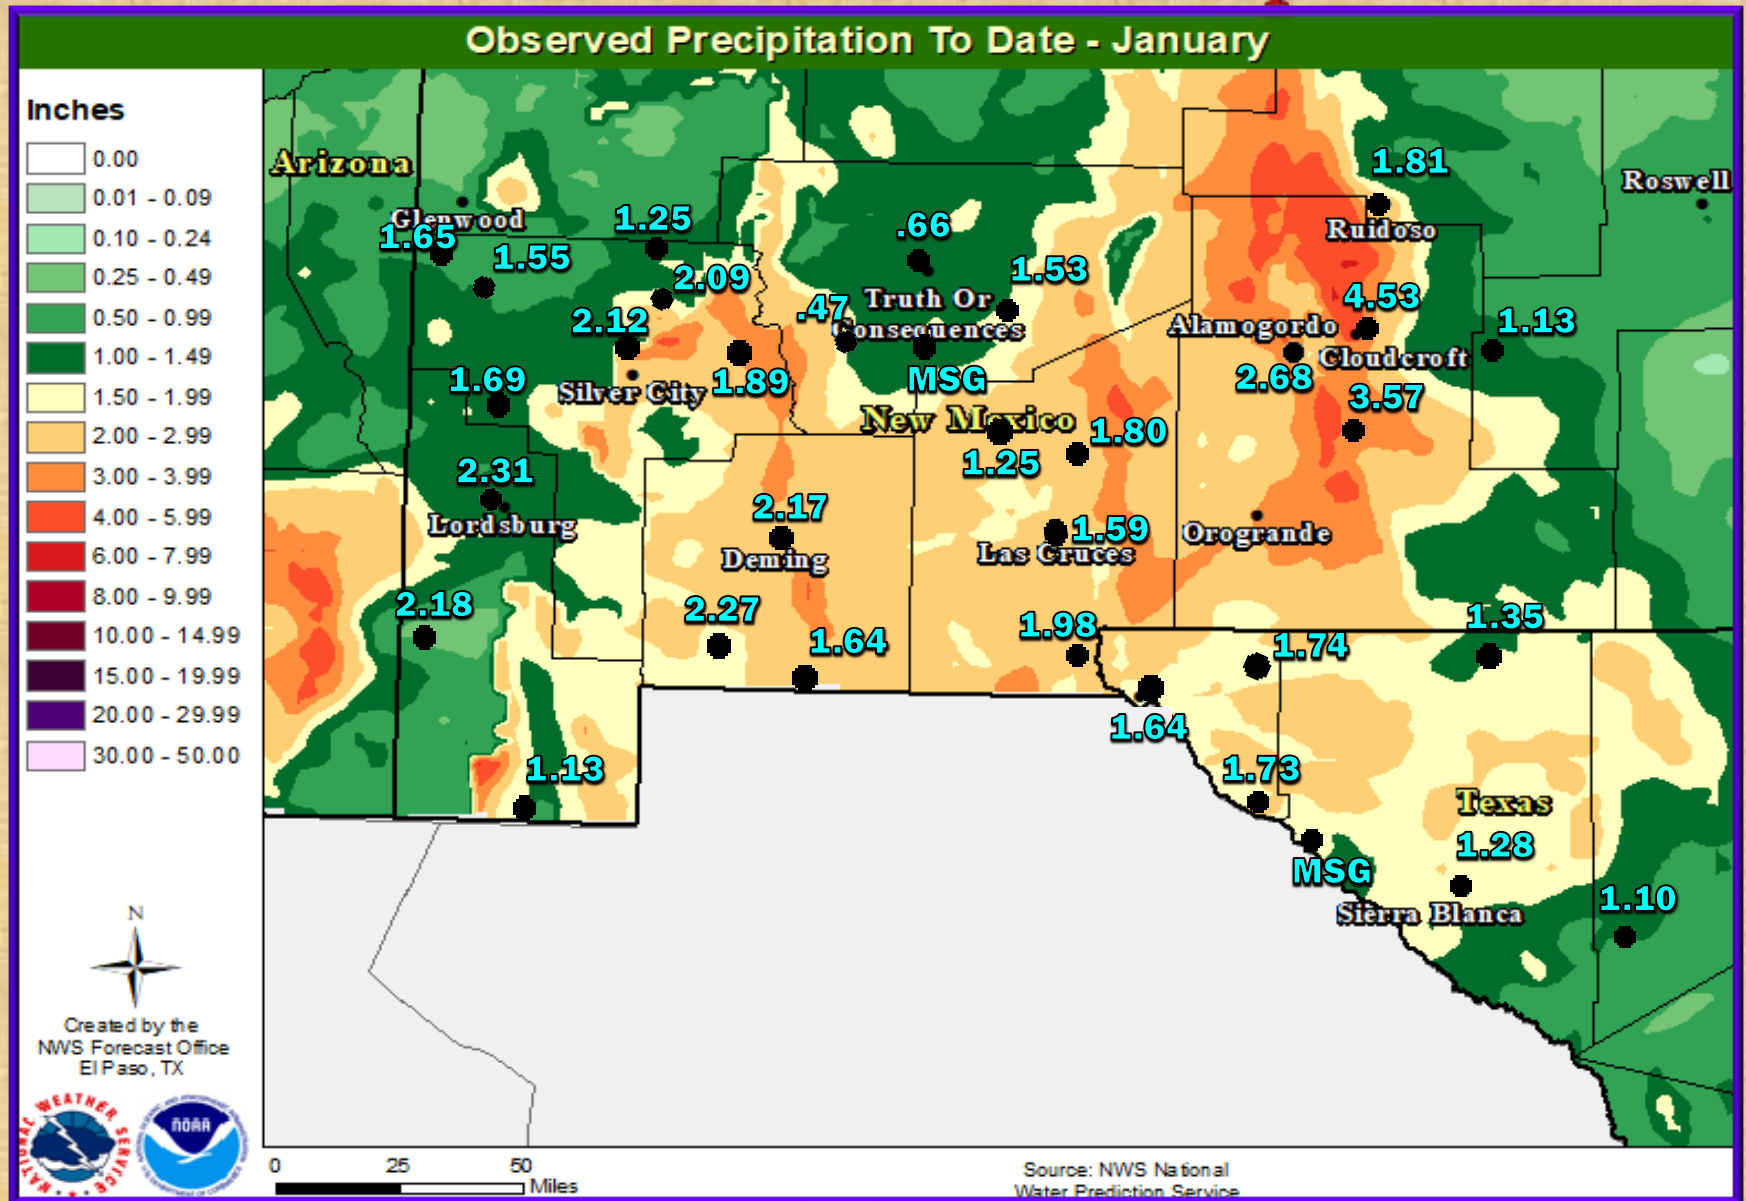 Observed Precipitation To Date - January
Inches
0.00
0.01 - 0.09
0.10 - 0.24
0.25 - 0.49
0.50 - 0.99
1.00 - 1.49
1.50 - 1.99
2.00 - 2.99
3.00 - 3.99
4.00 - 5.99
6.00 - 7.99
8.00 - 9.99
10.00 - 14.99
15.00 - 19.99
20.00 - 29.99
30.00 - 50.00
N
Created by the
NWS Forecast Office
El Paso, TX
NATIONAL WEATHER SERVICE
NOAA
Arizona
1.81
Roswell
Glenwood
1.65
1.25
.66
Ruidoso
1.55
2.09
1.53
Truth Or
Consequences
.47
4.53
2.12
Alamogordo
1.13
Cloudcroft
1.69
Silver City
1.89
MSG
2.68
3.57
New Mexico
1.80
1.25
2.31
Lordsburg
2.17
Deming
1.59
Las Cruces
Orogrande
2.18
2.27
1.64
1.98
1.74
1.35
1.64
1.13
1.73
Texas
1.28
MSG
Sierra Blanca
1.10
0 25 50
Miles
Source: NWS National
Water Prediction Service